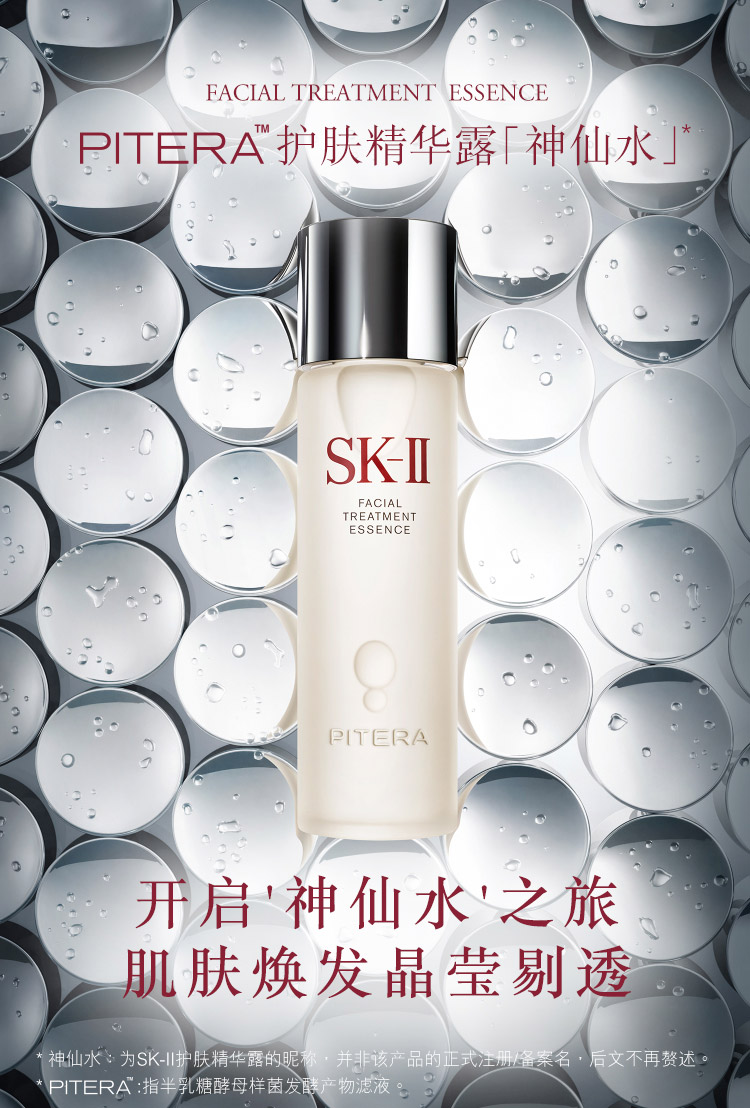 FACIAL TREATMENT ESSENCE
PITERA™护肤精华露「神仙水」*
SK-II
FACIAL
TREATMENT
ESSENCE
PITERA
开启'神仙水'之旅
肌肤焕发晶莹剔透
* 神仙水：为SK-II护肤精华露的昵称，并非该产品的正式注册/备案名，后文不再赘述。
* PITERA™:指半乳糖酵母样菌发酵产物滤液。